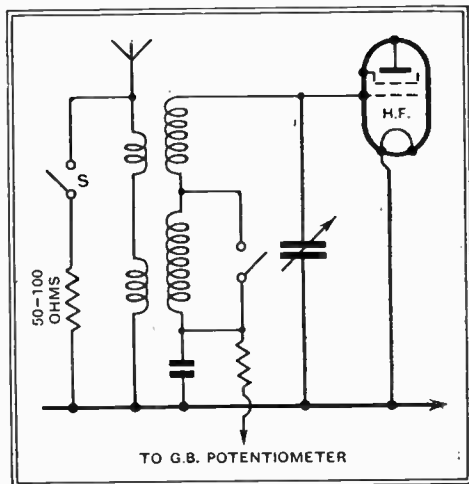 H.F.
S
50-100
OHMS
TO G.B. POTENTIOMETER